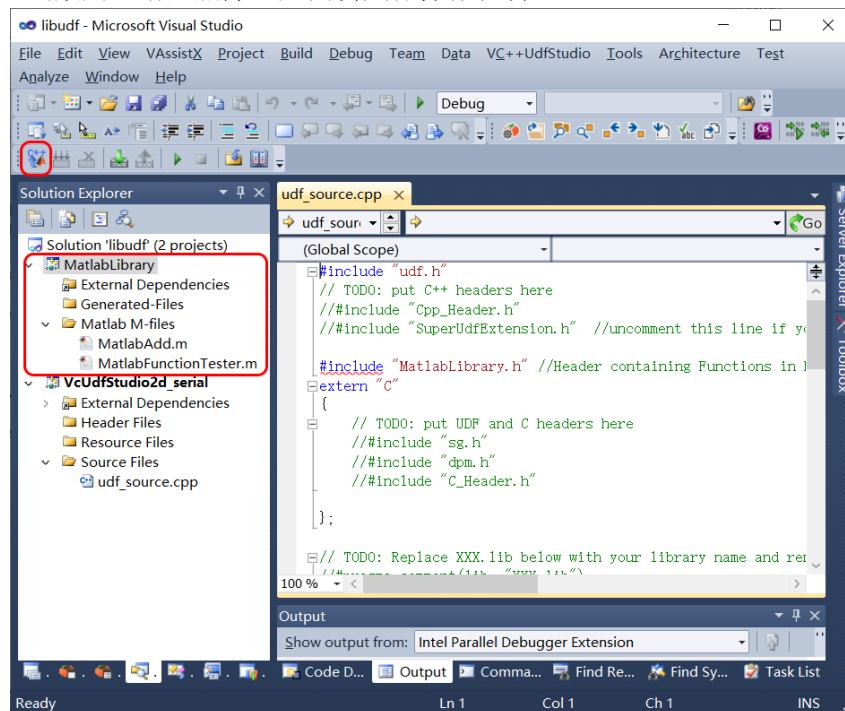 libudf - Microsoft Visual Studio
File Edit View VAssistX Project Build Debug Team Data VC++UdfStudio Tools Architecture Test
Analyze Window Help
Debug
Solution Explorer
udf_source.cpp
Solution 'libudf' (2 projects)
MatlabLibrary
External Dependencies
Generated-Files
Matlab M-files
MatlabAdd.m
MatlabFunctionTester.m
VcUdfStudio2d_serial
External Dependencies
Header Files
Resource Files
Source Files
udf_source.cpp
udf_sour
Go
(Global Scope)
#include "udf.h"
// TODO: put C++ headers here
//#include "Cpp_Header.h"
//#include "SuperUdfExtension.h" //uncomment this line if
#include "MatlabLibrary.h" //Header containing Functions in
extern "C"
{
// TODO: put UDF and C headers here
//#include "sg.h"
//#include "dpm.h"
//#include "C_Header.h"
};
// TODO: Replace XXX.lib below with your library name and
100 %
Output
Show output from: Intel Parallel Debugger Extension
Code D... Output Comma... Find Re... Find Sy... Task List
Ready Ln 1 Col 1 Ch 1 INS
Server Explorer
Toolbox